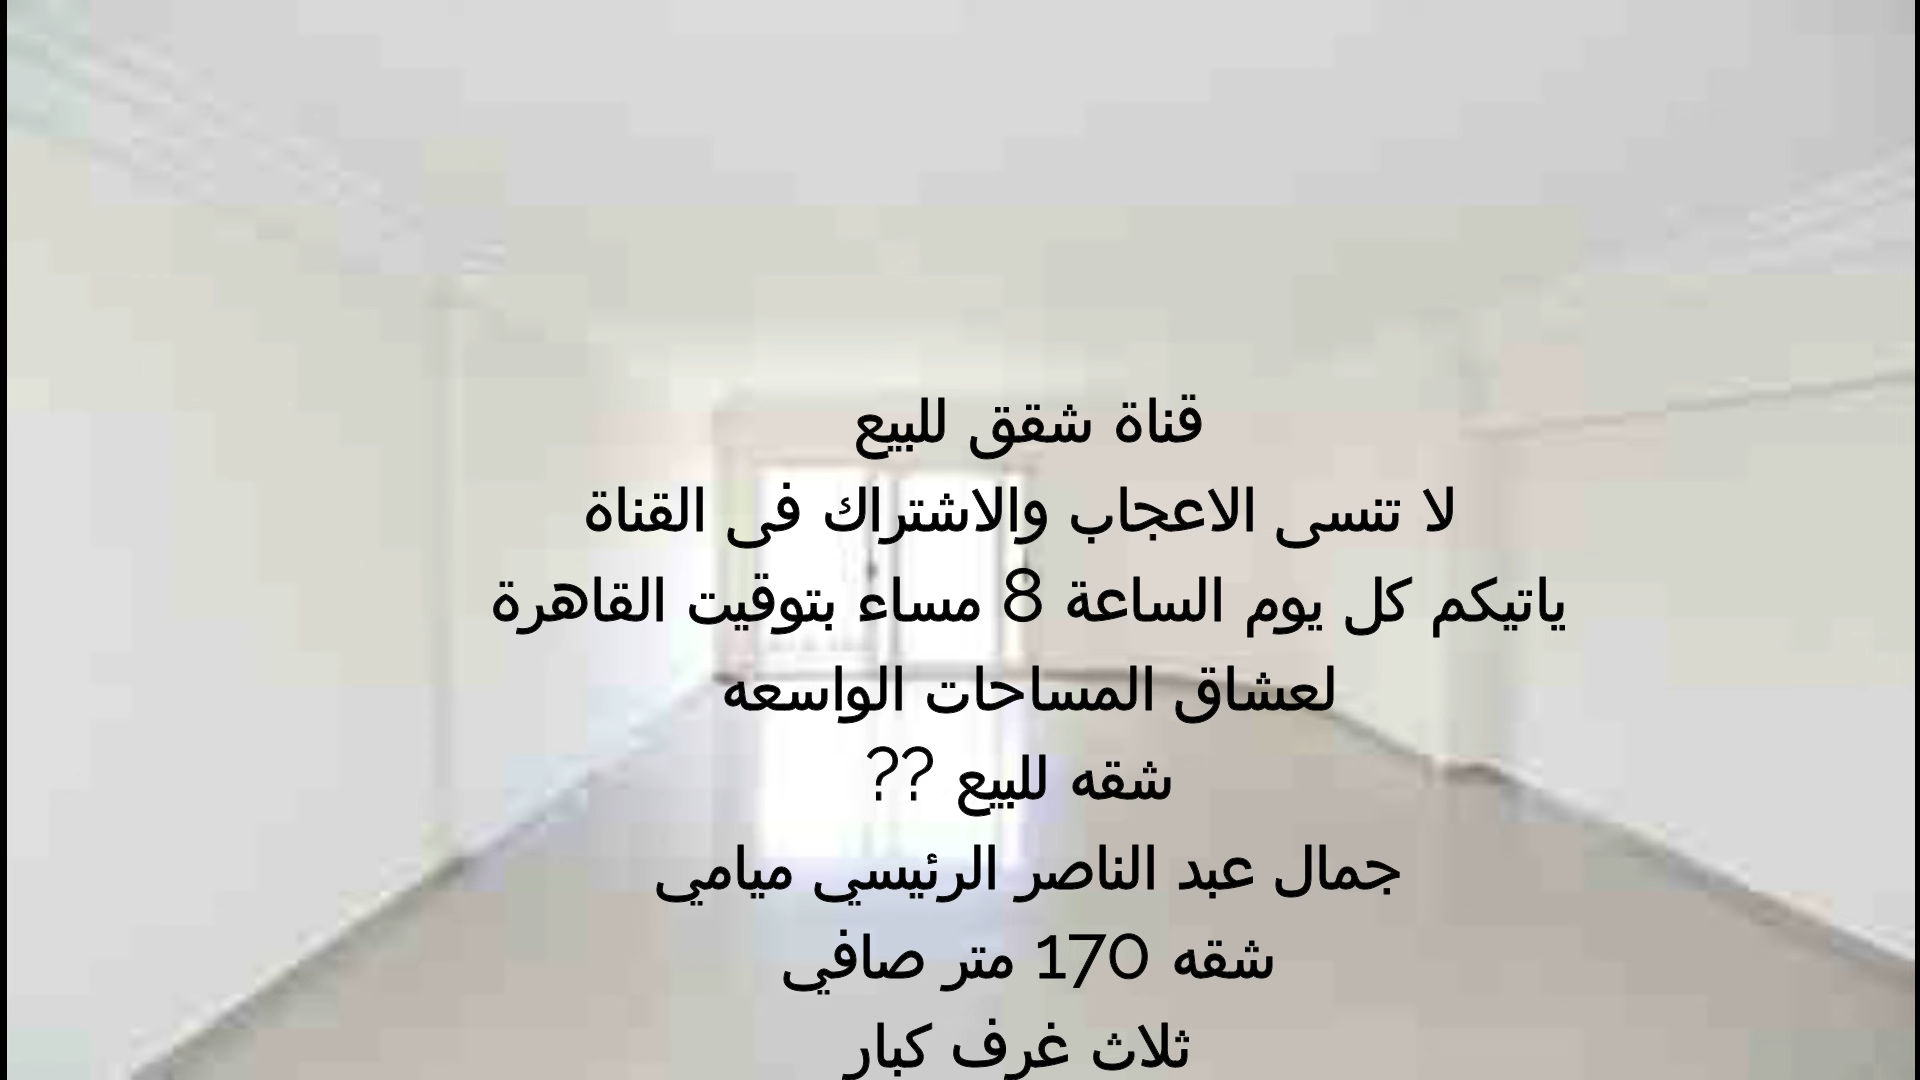 قناة شقق للبيع
لا تنسى الاعجاب والاشتراك فى القناة
ياتيكم كل يوم الساعة 8 مساء بتوقيت القاهرة
لعشاق المساحات الواسعه
شقه للبيع ??
جمال عبد الناصر الرئيسي ميامي
شقه 170 متر صافي
ثلاث غرف كبار